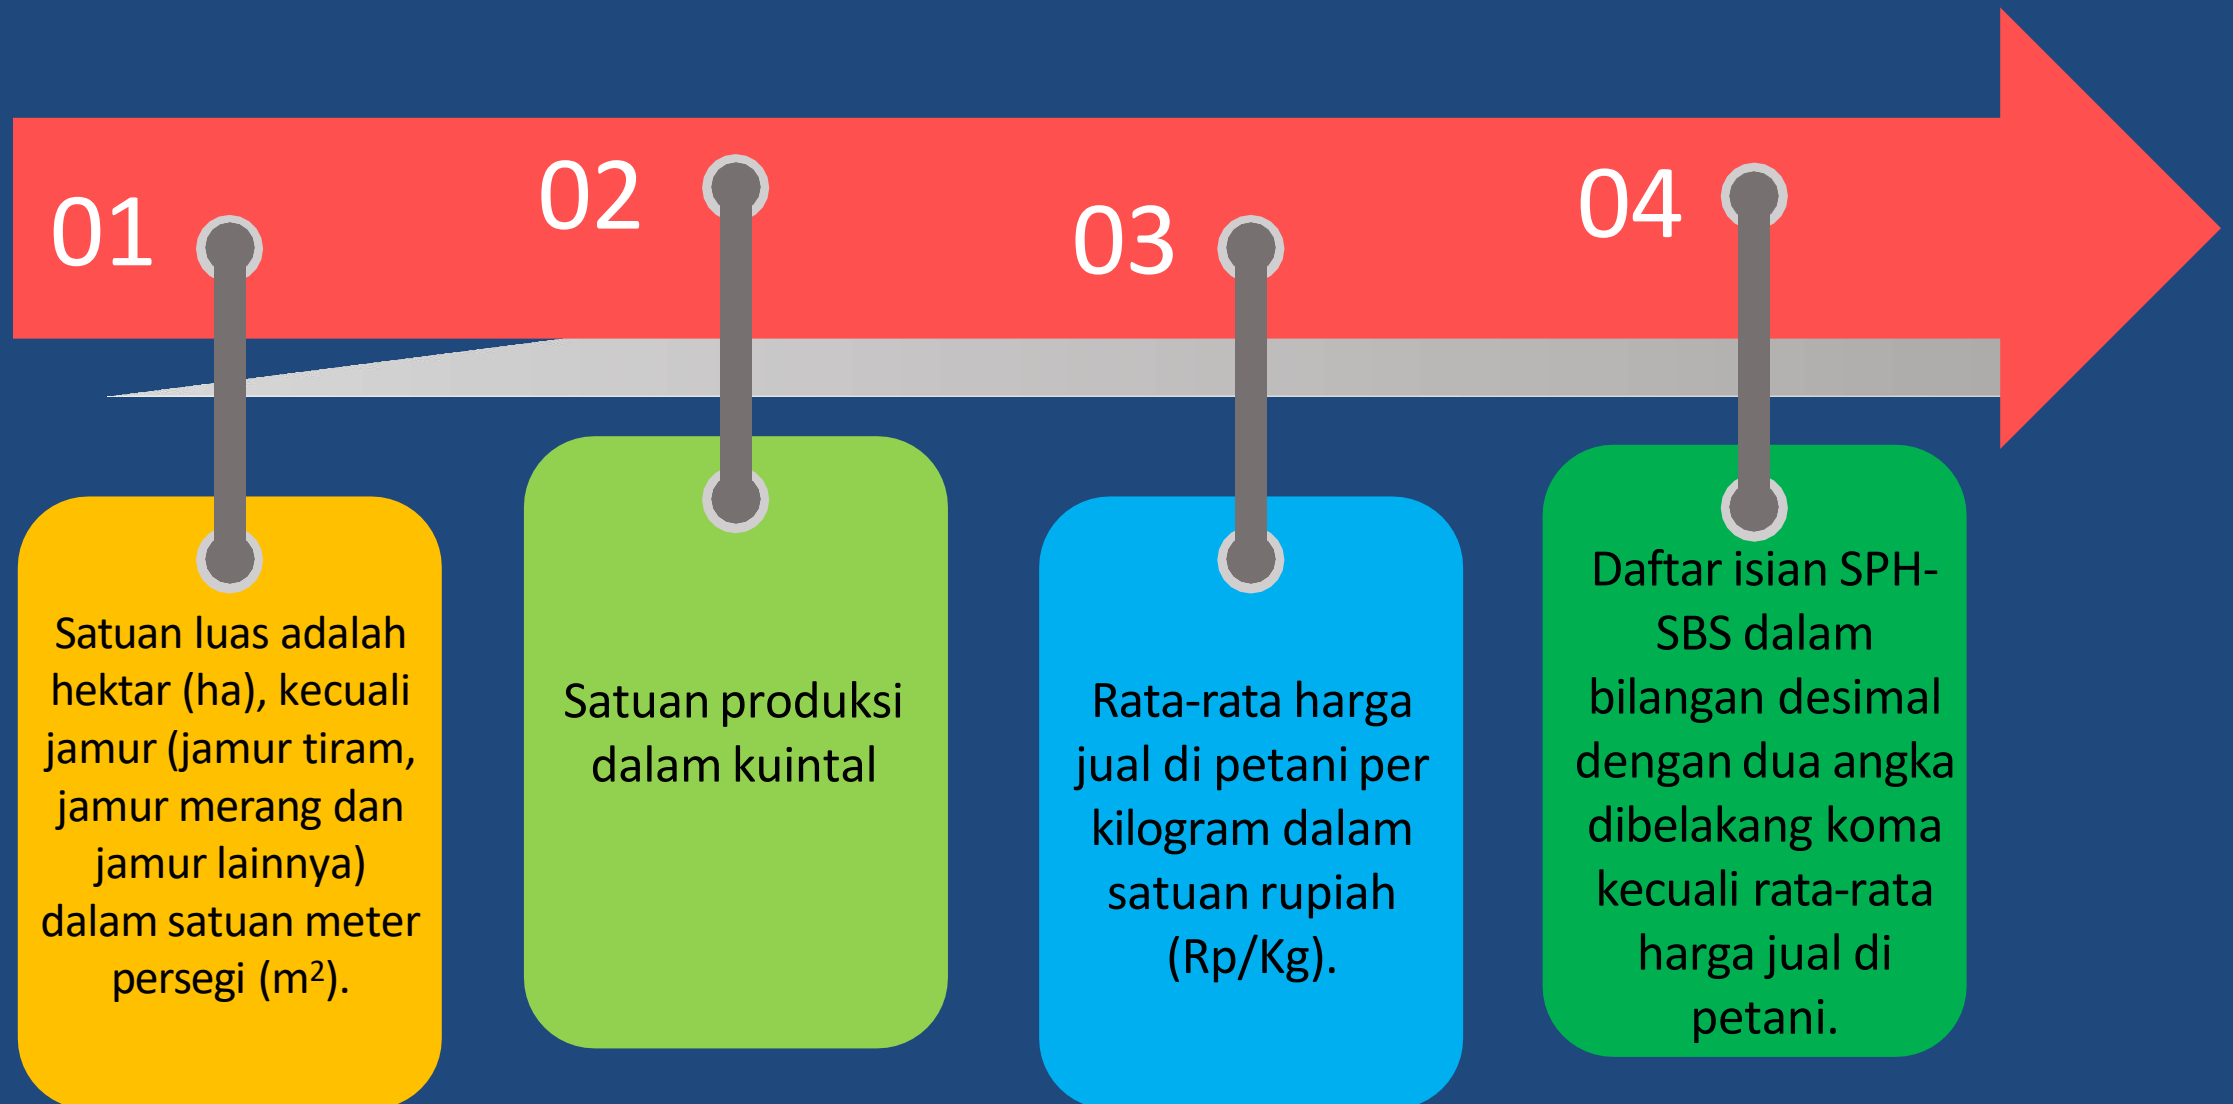 01
02
03
04
Satuan luas adalah
hektar (ha), kecuali
jamur (jamur tiram,
jamur merang dan
jamur lainnya)
dalam satuan meter
persegi (m²).
Satuan produksi
dalam kuintal
Rata-rata harga
jual di petani per
kilogram dalam
satuan rupiah
(Rp/Kg).
Daftar isian SPH-
SBS dalam
bilangan desimal
dengan dua angka
dibelakang koma
kecuali rata-rata
harga jual di
petani.